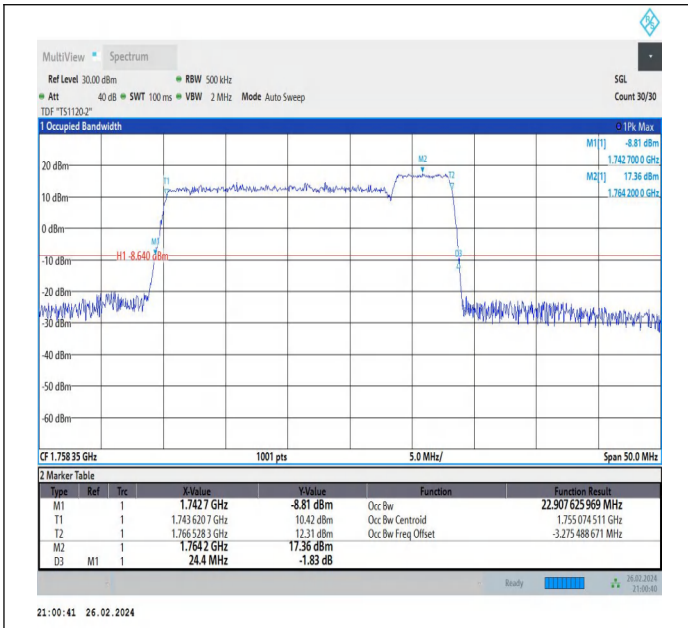 R S
MultiView Spectrum
Ref Level 30.00 dBm RBW 500 kHz SGL
Att 40 dB SWT 100 ms VBW 2 MHz Mode Auto Sweep Count 30/30
TDF "TS1120-2"
1 Occupied Bandwidth 1Pk Max
M1[1] -8.81 dBm
1.742 700 0 GHz
M2[1] 17.36 dBm
1.764 200 0 GHz
M2
20 dBm
T1 T2
10 dBm
0 dBm
M1
H1 -8.640 dBm D3
-10 dBm
-20 dBm
-30 dBm
-40 dBm
-50 dBm
-60 dBm
CF 1.758 35 GHz 1001 pts 5.0 MHz/ Span 50.0 MHz
2 Marker Table
Type Ref Trc X-Value Y-Value Function Function Result
M1 1 1.742 7 GHz -8.81 dBm Occ Bw 22.907 625 969 MHz
T1 1 1.743 620 7 GHz 10.42 dBm Occ Bw Centroid 1.755 074 511 GHz
T2 1 1.766 528 3 GHz 12.31 dBm Occ Bw Freq Offset -3.275 488 671 MHz
M2 1 1.764 2 GHz 17.36 dBm
D3 M1 1 24.4 MHz -1.83 dB
Ready 26.02.2024
21:00:40
21:00:41 26.02.2024